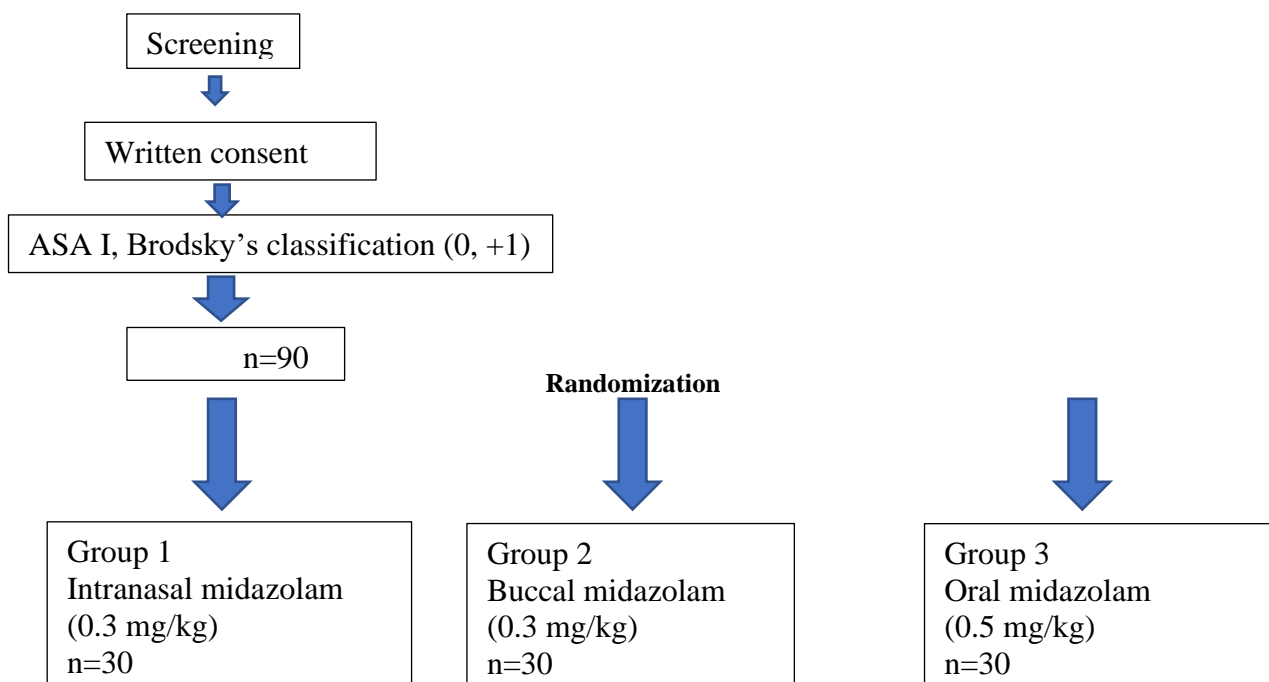 Screening
Written consent
ASA I, Brodsky’s classification (0, +1)
n=90
Randomization
Group 1
Intranasal midazolam
(0.3 mg/kg)
n=30
Group 2
Buccal midazolam
(0.3 mg/kg)
n=30
Group 3
Oral midazolam
(0.5 mg/kg)
n=30